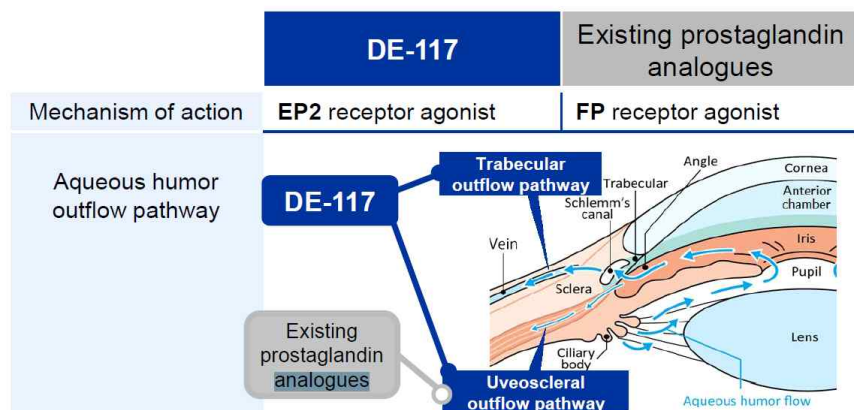 DE-117
Existing prostaglandin
analogues
Mechanism of action
EP2 receptor agonist
FP receptor agonist
Aqueous humor
outflow pathway
DE-117
Trabecular
outflow pathway
Angle
Trabecular
Schlemm's
canal
Cornea
Anterior
chamber
Iris
Pupil
Vein
Sclera
Lens
Existing
prostaglandin
analogues
Ciliary
body
Uveoscleral
outflow pathway
Aqueous humor flow